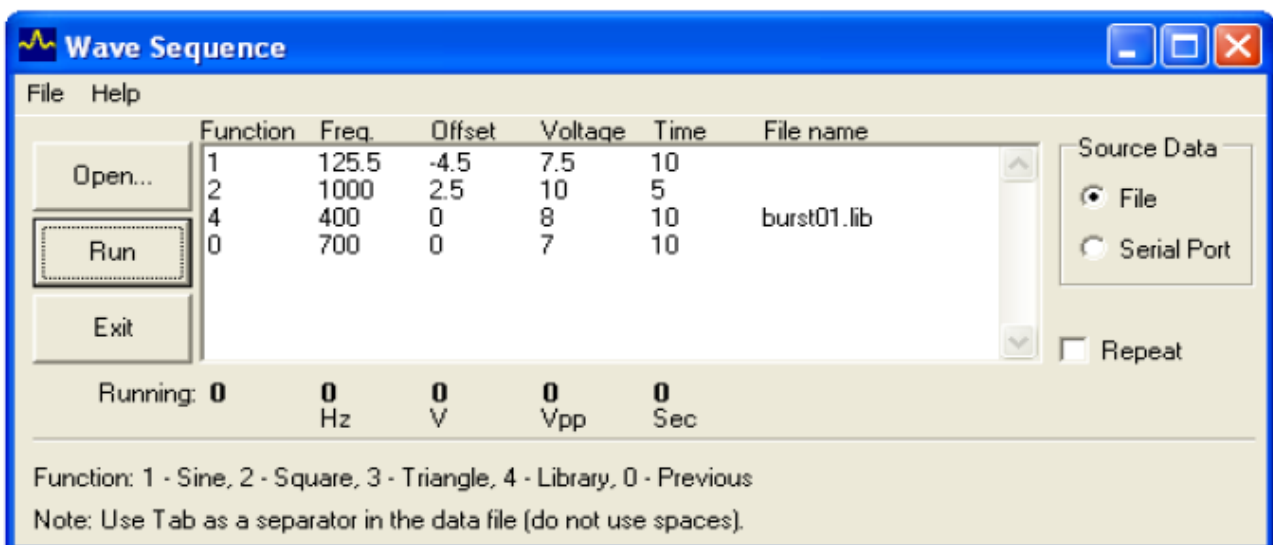 Wave Sequence
File Help
Function Freq. Offset Voltage Time File name
Open...
Run
Exit
1 125.5 -4.5 7.5 10
2 1000 2.5 10 5
4 400 0 8 10 burst01.lib
0 700 0 7 10
Source Data
File
Serial Port
Repeat
Running: 0 0 0 0 0
Hz V Vpp Sec
Function: 1 - Sine, 2 - Square, 3 - Triangle, 4 - Library, 0 - Previous
Note: Use Tab as a separator in the data file (do not use spaces).